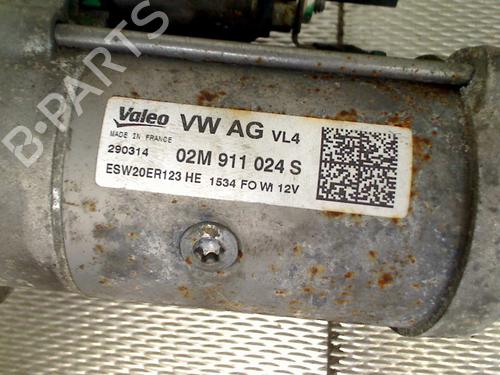 B-PARTS
Valeo VW AG VL4
MADE IN FRANCE
290314 02M 911 024 S
ESW20ER123 HE 1534 FO WI 12V